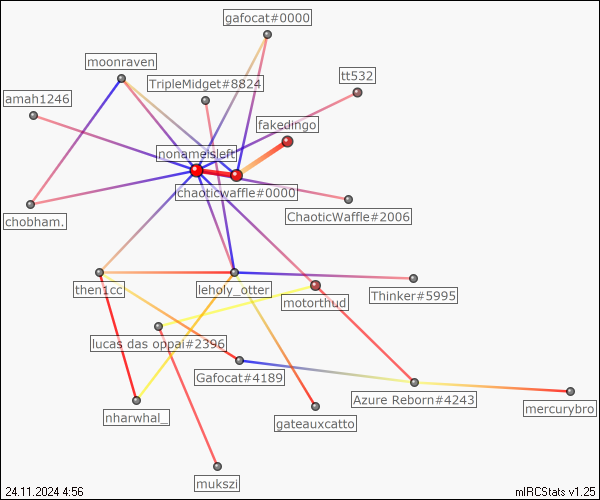 gafocat#0000
moonraven
TripleMidget#8824
tt532
amah1246
fakedingo
nonameisleft
chaoticwaffle#0000
chobham.
ChaoticWaffle#2006
then1cc
leholy_otter
motorthud
Thinker#5995
lucas das oppai#2396
Gafocat#4189
Azure Reborn#4243
nharwhal_
gateauxcatto
mercurybro
mukszi
24.11.2024 4:56
mIRCStats v1.25